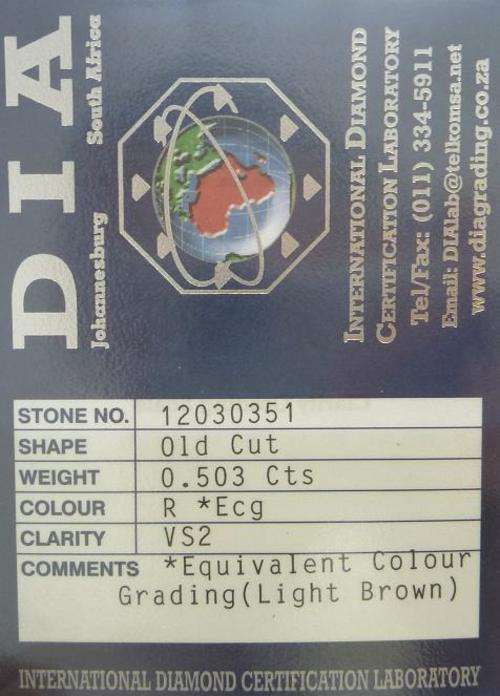 DIA
Johannesburg South Africa
INTERNATIONAL DIAMOND
CERTIFICATION LABORATORY
Tel/Fax: (011) 334-5911
Email: DIAlab@telkomsa.net
www.diagrading.co.za
STONE NO. 12030351
SHAPE Old Cut
WEIGHT 0.503 Cts
COLOUR R *Ecg
CLARITY VS2
COMMENTS *Equivalent Colour
Grading(Light Brown)
INTERNATIONAL DIAMOND CERTIFICATION LABORATORY